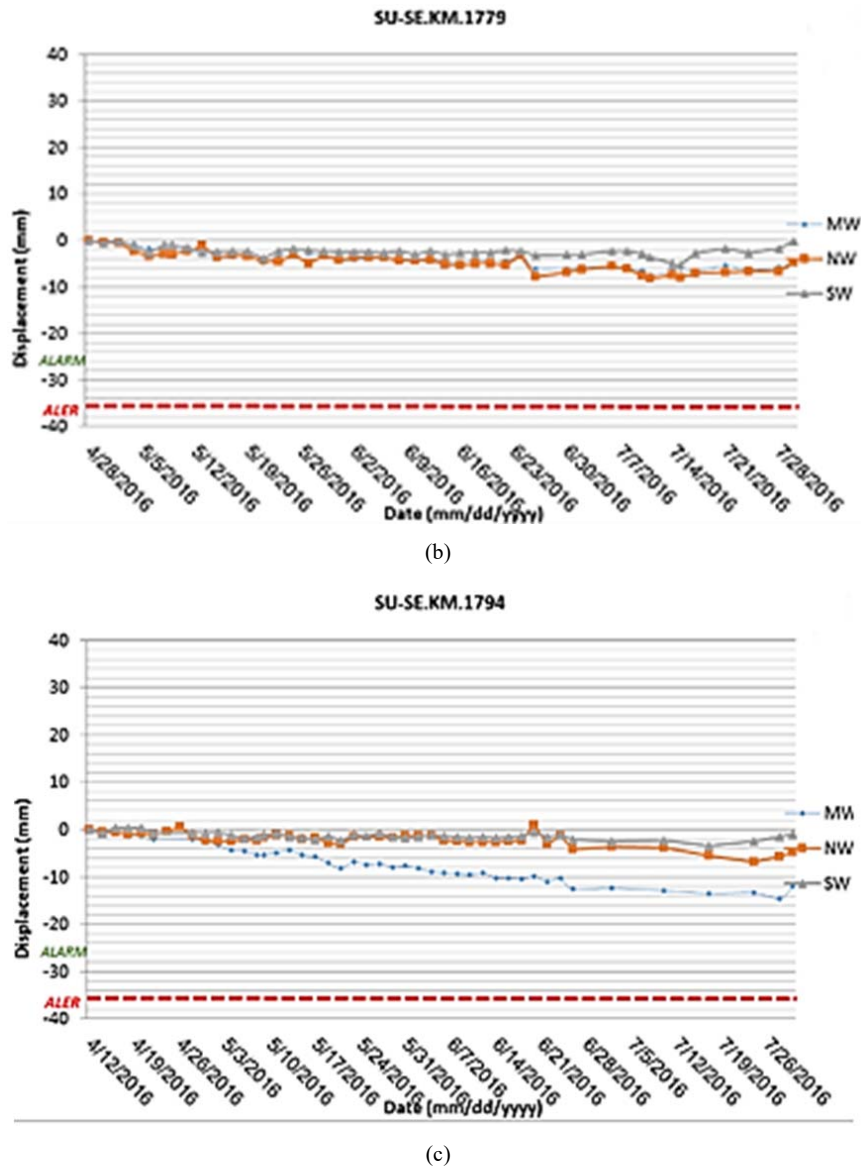 SU-SE.KM.1779
40
30
20
10
0
-10
-20
-30
-40
Displacement (mm)
ALARM
ALER
MW
NW
SW
4/28/2016
5/5/2016
5/12/2016
5/19/2016
5/26/2016
6/2/2016
6/9/2016
6/16/2016
6/23/2016
6/30/2016
7/7/2016
7/14/2016
7/21/2016
7/28/2016
Date (mm/dd/yyyy)
(b)
SU-SE.KM.1794
40
30
20
10
0
-10
-20
-30
-40
Displacement (mm)
ALARM
ALER
MW
NW
SW
4/12/2016
4/19/2016
4/26/2016
5/3/2016
5/10/2016
5/17/2016
5/24/2016
5/31/2016
6/7/2016
6/14/2016
6/21/2016
6/28/2016
7/5/2016
7/12/2016
7/19/2016
7/26/2016
Date (mm/dd/yyyy)
(c)